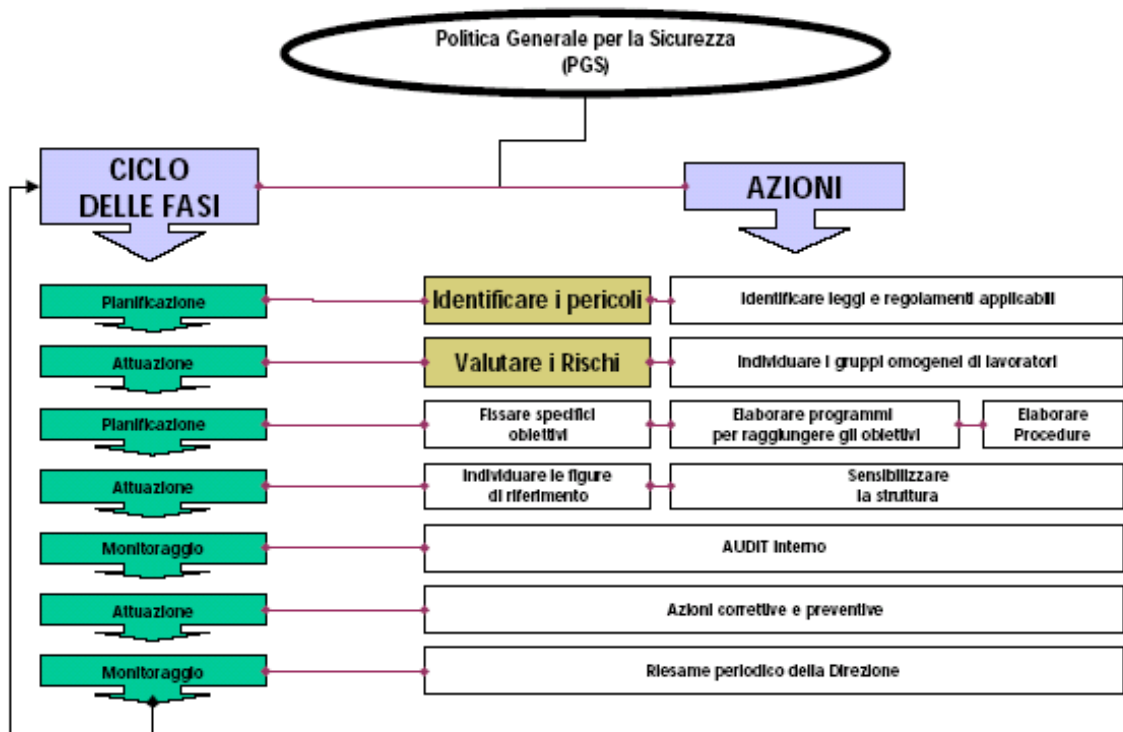 Politica Generale per la Sicurezza
(PGS)
CICLO
DELLE FASI
AZIONI
Pianificazione
Identificare i pericoli
Identificare leggi e regolamenti applicabili
Attuazione
Valutare i Rischi
Individuare i gruppi omogenei di lavoratori
Pianificazione
Fissare specifici
obiettivi
Elaborare programmi
per raggiungere gli obiettivi
Elaborare
Procedure
Attuazione
Individuare le figure
di riferimento
Sensibilizzare
la struttura
Monitoraggio
AUDIT Interno
Attuazione
Azioni correttive e preventive
Monitoraggio
Riesame periodico della Direzione